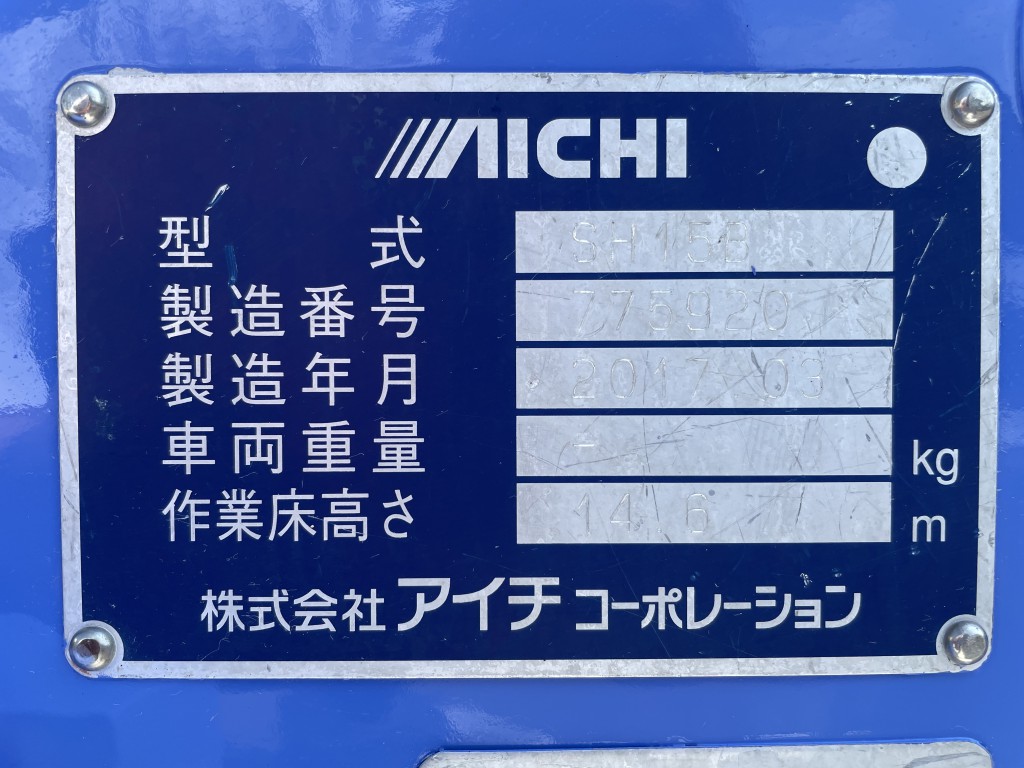 AICHI
型式 SH15B
製造番号 775920
製造年月 2017 03
車両重量 - kg
作業床高さ 14.6 m
株式会社アイチコーポレーション